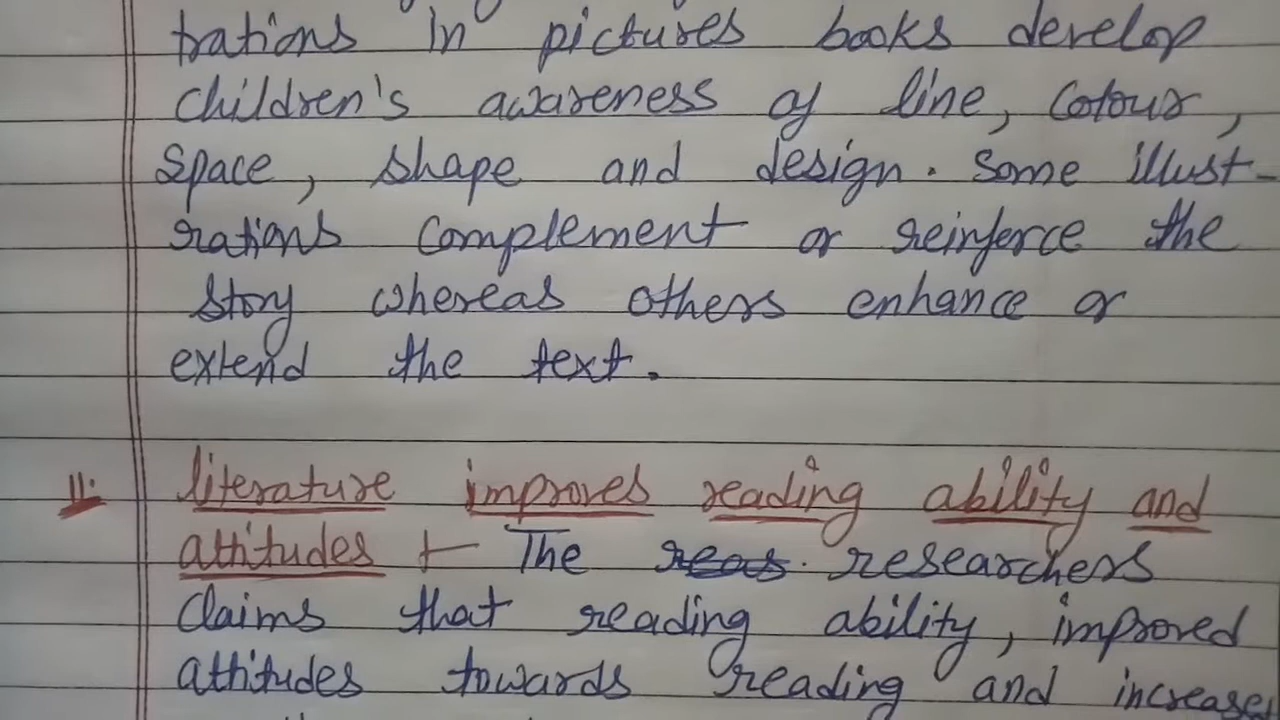 trations in pictures books develop
children's awareness of line, Colour,
Space, shape and design. Some illust-
rations complement or reinferce the
story whereas others enhance or
extend the text.
11. literature improves reading ability and
attitudes :- The reas. researchers
claims that reading ability, improved
attitudes towards reading and increased